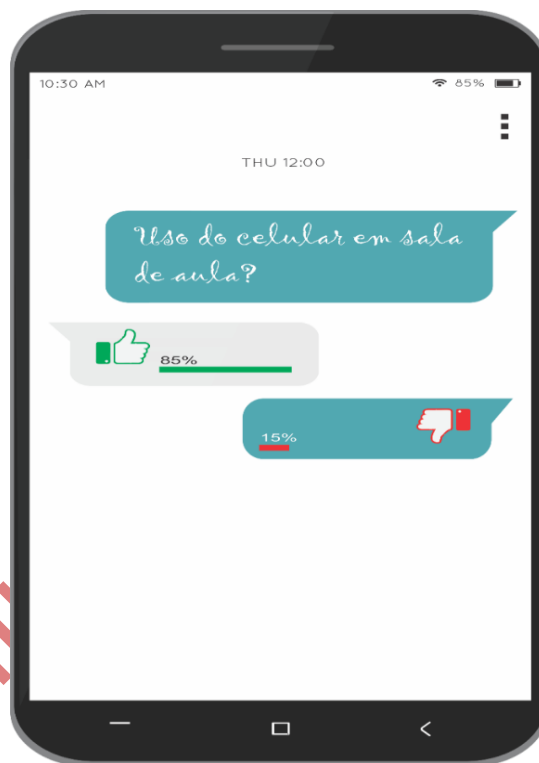 10:30 AM
85%
THU 12:00
Uso do celular em sala
de aula?
85%
15%